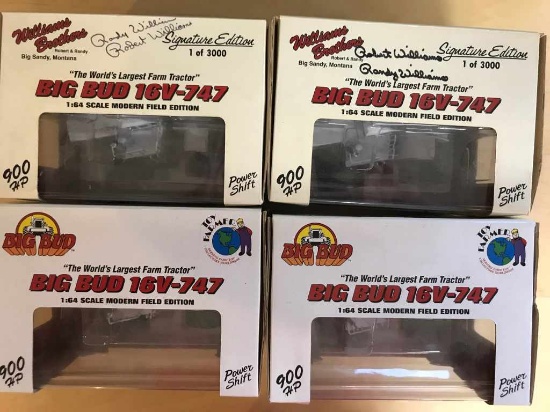 Williams Brothers
Robert & Randy
Big Sandy, Montana
Randy Williams
Robert Williams
Signature Edition
1 of 3000
"The World's Largest Farm Tractor"
BIG BUD 16V-747
1:64 SCALE MODERN FIELD EDITION
900 HP
Power Shift
Williams Brothers
Robert & Randy
Big Sandy, Montana
Robert Williams
Randy Williams
Signature Edition
1 of 3000
"The World's Largest Farm Tractor"
BIG BUD 16V-747
1:64 SCALE MODERN FIELD EDITION
900 HP
Power Shift
BIG BUD
TOY FARMER
"The World's Largest Farm Tractor"
BIG BUD 16V-747
1:64 SCALE MODERN FIELD EDITION
900 HP
Power Shift
BIG BUD
TOY FARMER
"The World's Largest Farm Tractor"
BIG BUD 16V-747
1:64 SCALE MODERN FIELD EDITION
900 HP
Power Shift